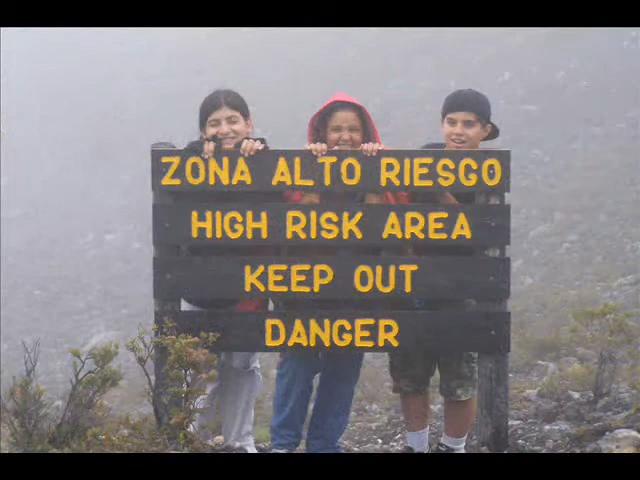 ZONA ALTO RIESGO
HIGH RISK AREA
KEEP OUT
DANGER